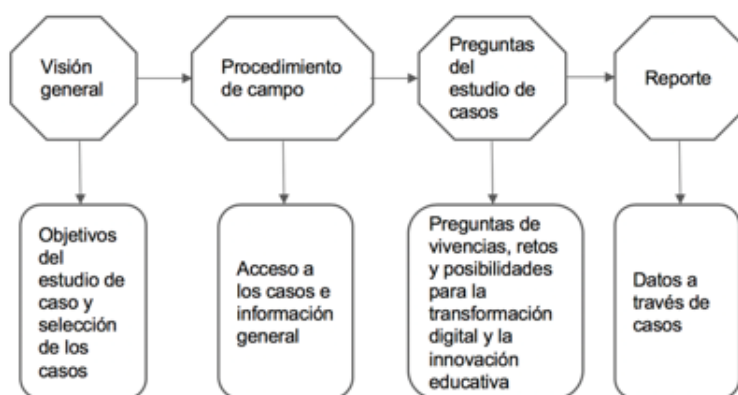 Visión
general
Procedimiento
de campo
Preguntas
del
estudio de
casos
Reporte
Objetivos
del
estudio de
caso y
selección
de los
casos
Acceso a
los casos e
información
general
Preguntas de
vivencias, retos
y posibilidades
para la
transformación
digital y la
innovación
educativa
Datos a
través de
casos